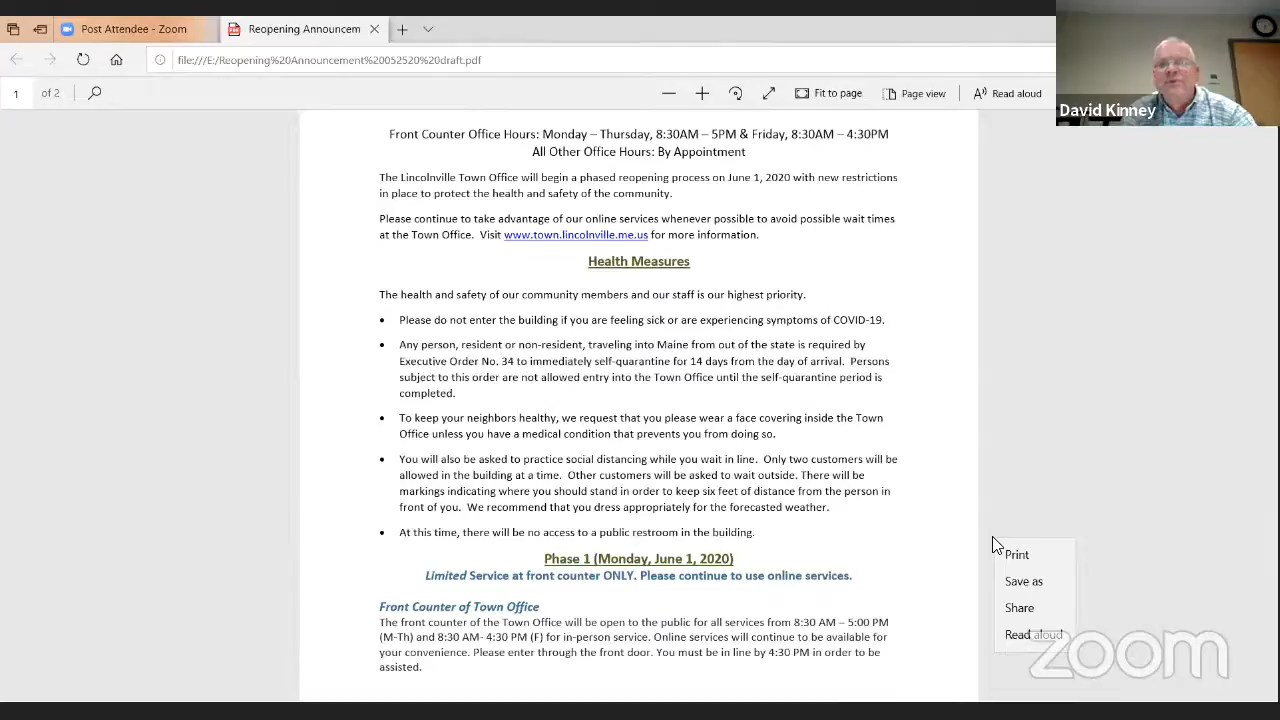 Post Attendee - Zoom
Reopening Announcem
file:///E:/Reopening%20Announcement%20052520%20draft.pdf
1 of 2
Fit to page
Page view
Read aloud
David Kinney
Front Counter Office Hours: Monday – Thursday, 8:30AM – 5PM & Friday, 8:30AM – 4:30PM
All Other Office Hours: By Appointment
The Lincolnville Town Office will begin a phased reopening process on June 1, 2020 with new restrictions
in place to protect the health and safety of the community.
Please continue to take advantage of our online services whenever possible to avoid possible wait times
at the Town Office. Visit www.town.lincolnville.me.us for more information.
Health Measures
The health and safety of our community members and our staff is our highest priority.
• Please do not enter the building if you are feeling sick or are experiencing symptoms of COVID-19.
• Any person, resident or non-resident, traveling into Maine from out of the state is required by
Executive Order No. 34 to immediately self-quarantine for 14 days from the day of arrival. Persons
subject to this order are not allowed entry into the Town Office until the self-quarantine period is
completed.
• To keep your neighbors healthy, we request that you please wear a face covering inside the Town
Office unless you have a medical condition that prevents you from doing so.
• You will also be asked to practice social distancing while you wait in line. Only two customers will be
allowed in the building at a time. Other customers will be asked to wait outside. There will be
markings indicating where you should stand in order to keep six feet of distance from the person in
front of you. We recommend that you dress appropriately for the forecasted weather.
• At this time, there will be no access to a public restroom in the building.
Phase 1 (Monday, June 1, 2020)
Limited Service at front counter ONLY. Please continue to use online services.
Front Counter of Town Office
The front counter of the Town Office will be open to the public for all services from 8:30 AM – 5:00 PM
(M-Th) and 8:30 AM- 4:30 PM (F) for in-person service. Online services will continue to be available for
your convenience. Please enter through the front door. You must be in line by 4:30 PM in order to be
assisted.
Print
Save as
Share
Read aloud
zoom